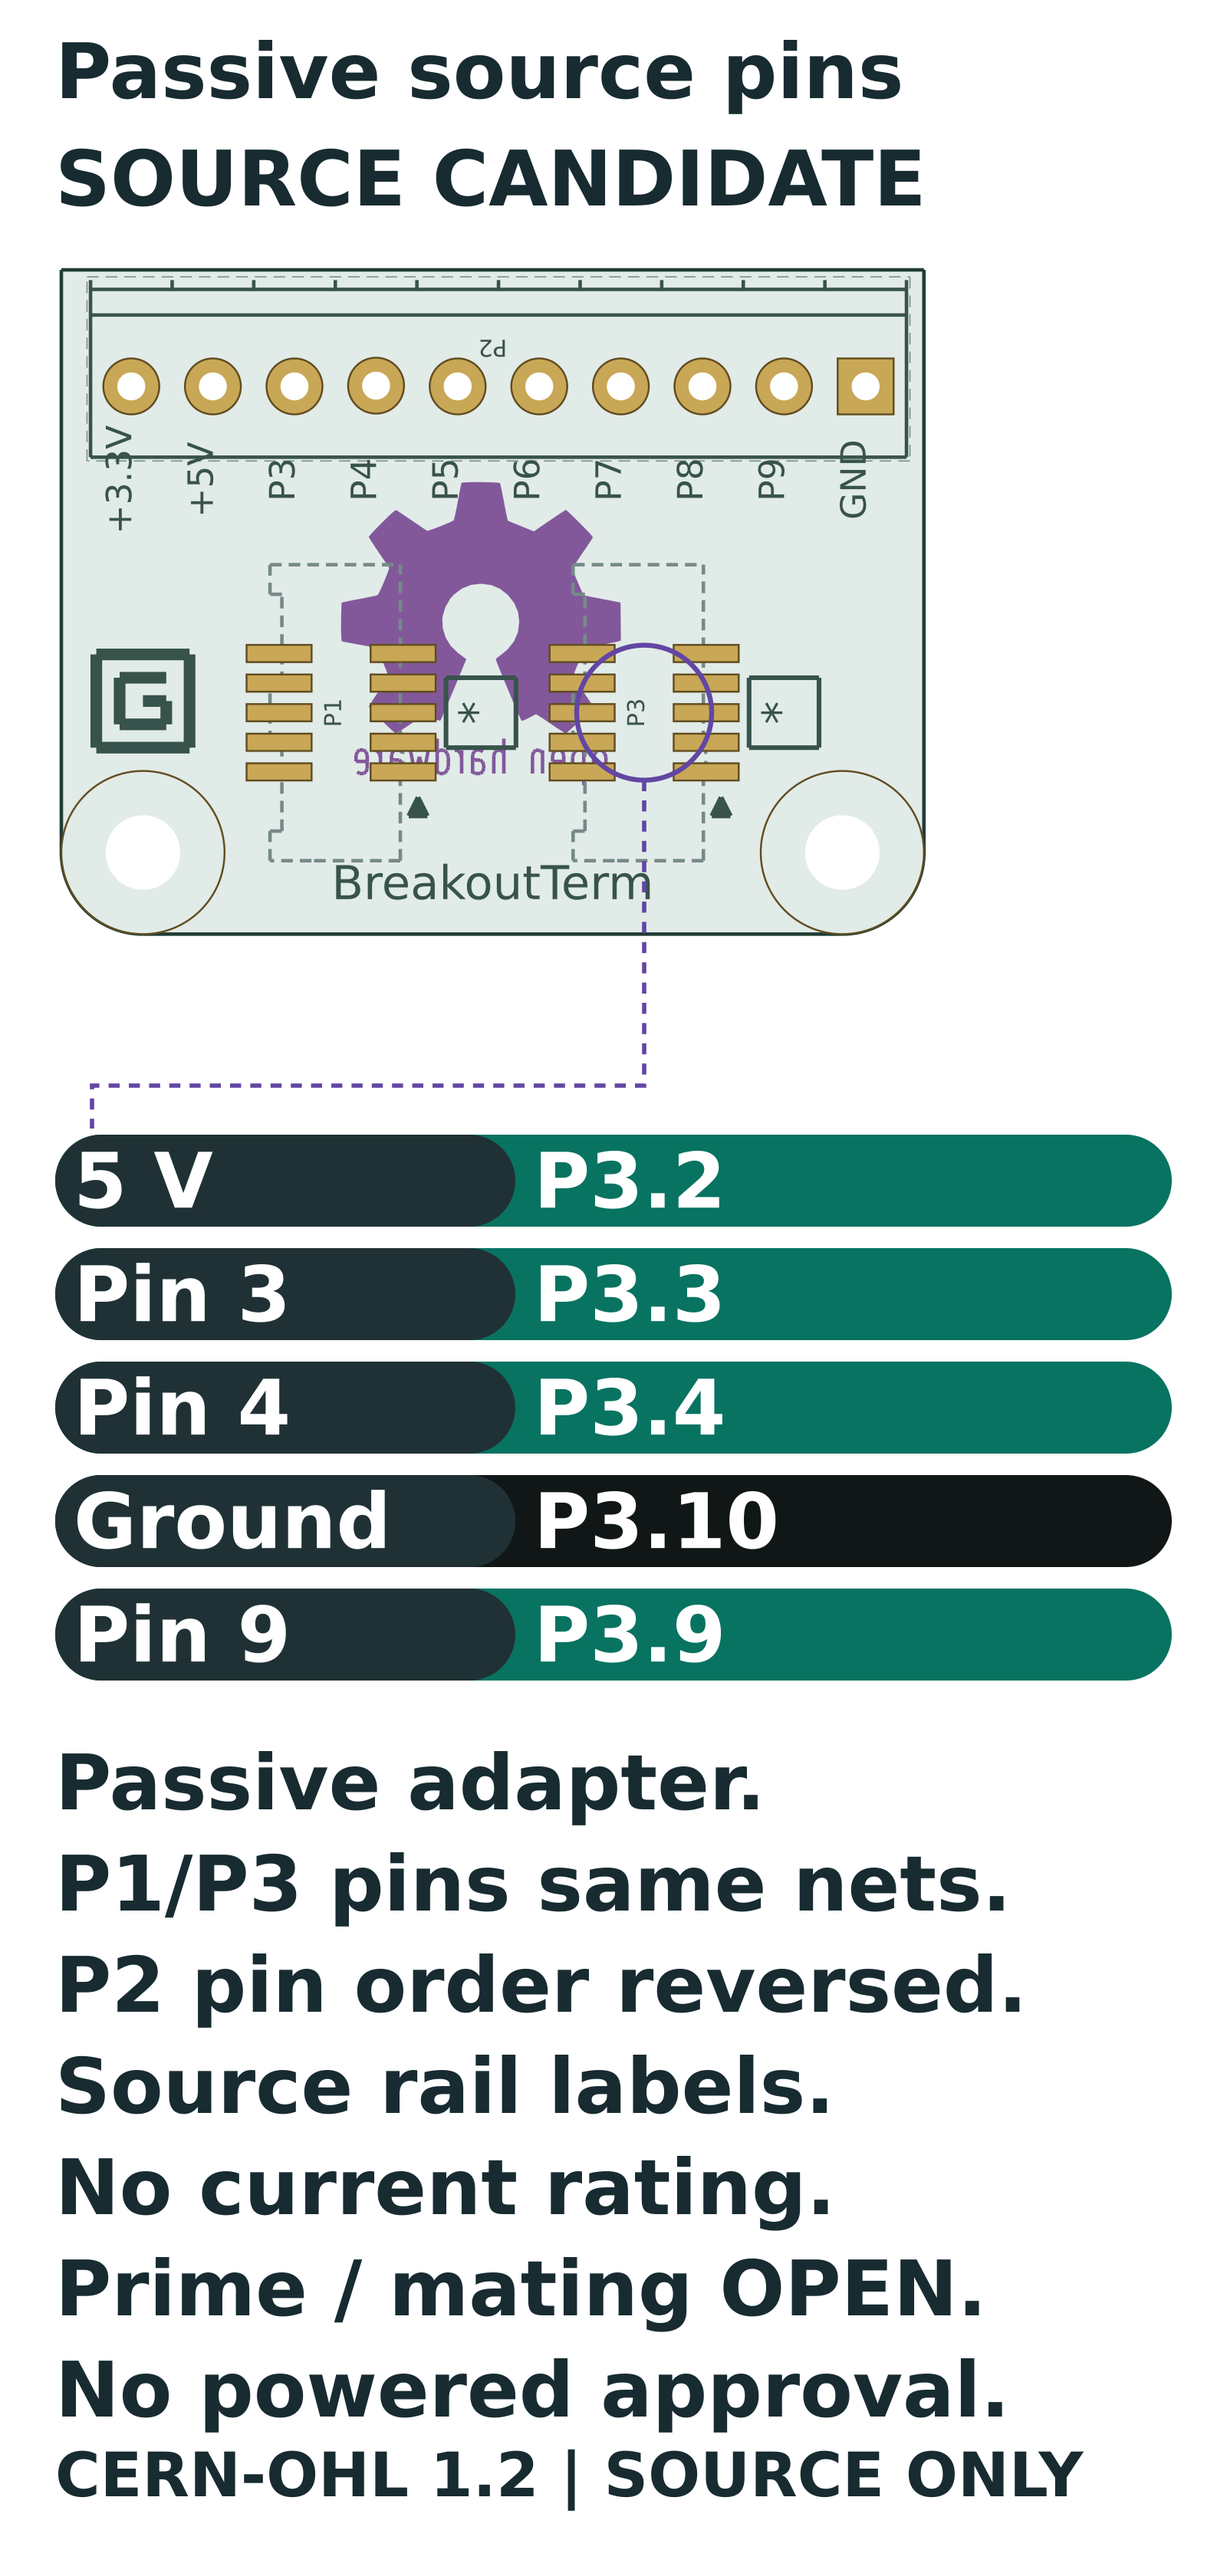 Passive source pins
SOURCE CANDIDATE
P2
+3.3V +5V P3 P4 P5 P6 P7 P8 P9 GND
G
P1 * P3 *
open hardware
BreakoutTerm
5 V P3.2
Pin 3 P3.3
Pin 4 P3.4
Ground P3.10
Pin 9 P3.9
Passive adapter.
P1/P3 pins same nets.
P2 pin order reversed.
Source rail labels.
No current rating.
Prime / mating OPEN.
No powered approval.
CERN-OHL 1.2 | SOURCE ONLY